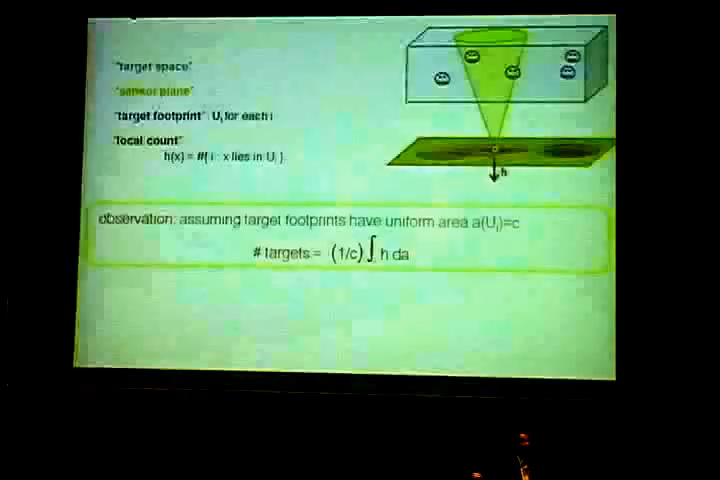 "target space"
"sensor plane"
"target footprint" : Ui for each i
"local count"
h(x) = #{ i : x lies in Ui }
h
observation: assuming target footprints have uniform area a(Ui)=c
# targets = (1/c) ∫ h da